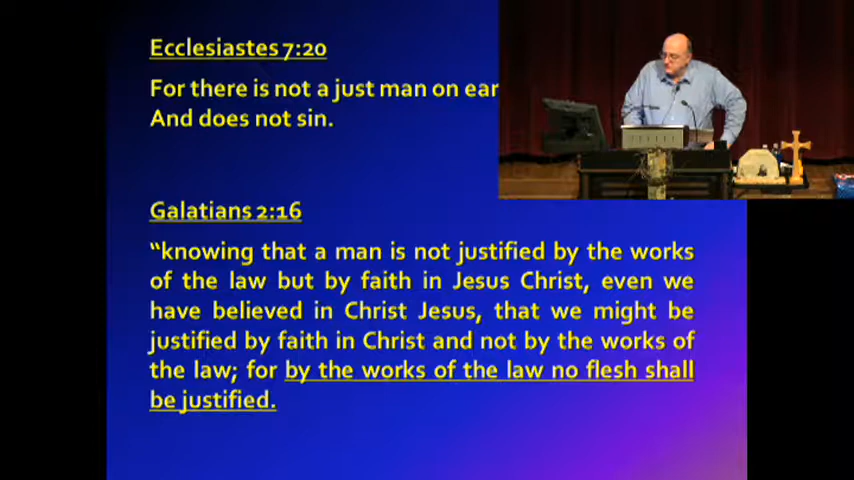 Ecclesiastes 7:20
For there is not a just man on ear
And does not sin.
Galatians 2:16
“knowing that a man is not justified by the works
of the law but by faith in Jesus Christ, even we
have believed in Christ Jesus, that we might be
justified by faith in Christ and not by the works of
the law; for by the works of the law no flesh shall
be justified.